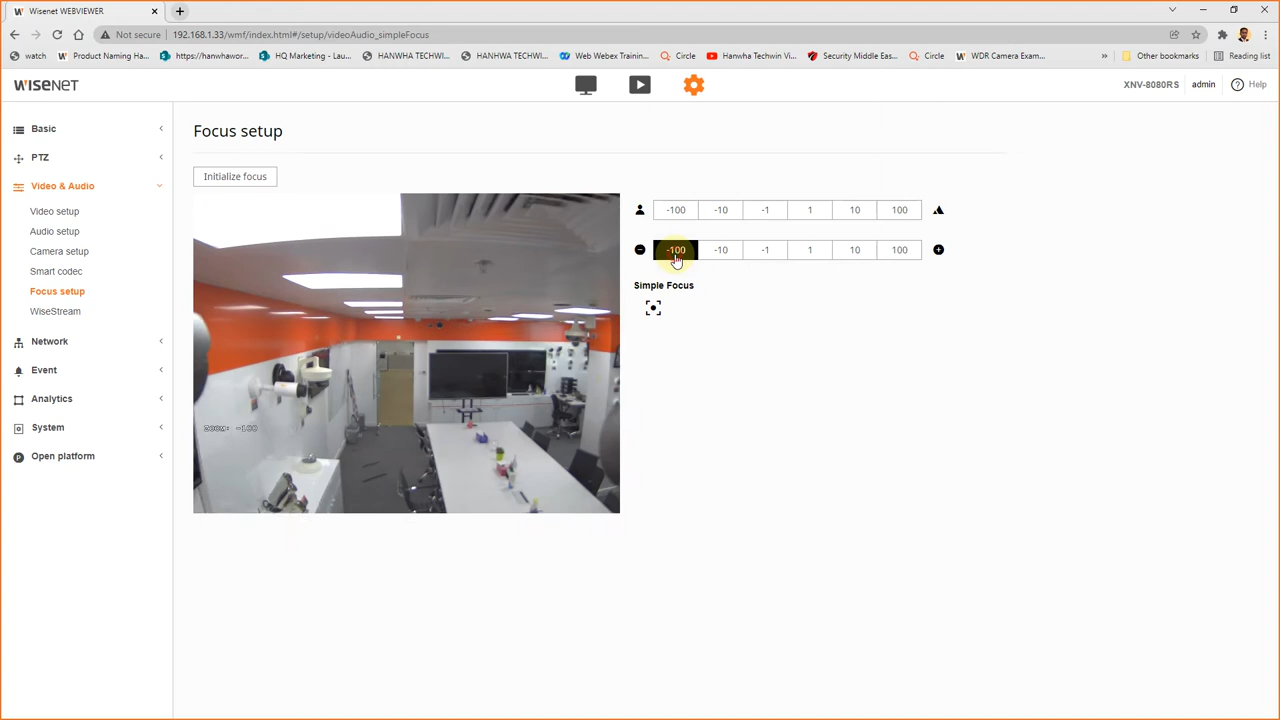 Wisenet WEBVIEWER
Not secure 192.168.1.33/wmf/index.html#/setup/videoAudio_simpleFocus
watch Product Naming Ha... https://hanwhawor... HQ Marketing - Lau... HANWHA TECHWI... HANIHWA TECHWI... Web Webex Trainin... Circle Hanwha Techwin Vi... Security Middle Eas... Circle WDR Camera Exam... » Other bookmarks Reading list
WISENET XNV-8080RS admin ? Help
Basic
PTZ
Video & Audio
Video setup
Audio setup
Camera setup
Smart codec
Focus setup
WiseStream
Network
Event
Analytics
System
Open platform
Focus setup
Initialize focus
-100 -10 -1 1 10 100
-100 -10 -1 1 10 100
Simple Focus
ZOOM: -100